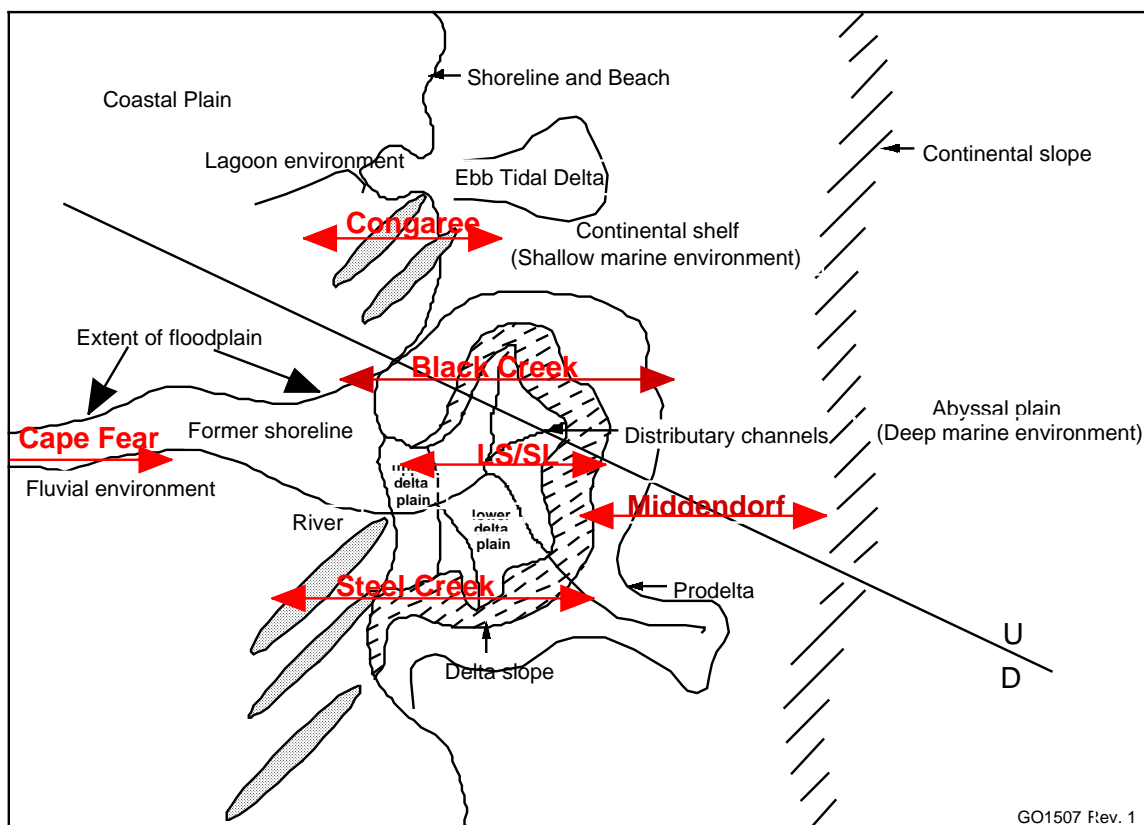 Shoreline and Beach
Coastal Plain
Continental slope
Lagoon environment
Ebb Tidal Delta
Congaree
Continental shelf
(Shallow marine environment)
Extent of floodplain
Black Creek
Abyssal plain
(Deep marine environment)
Cape Fear
Former shoreline
Distributary channels
LS/SL
delta
plain
Fluvial environment
Middendorf
River
lower
delta
plain
Steel Creek
Prodelta
U
D
Delta slope
GO1507 Rev. 1